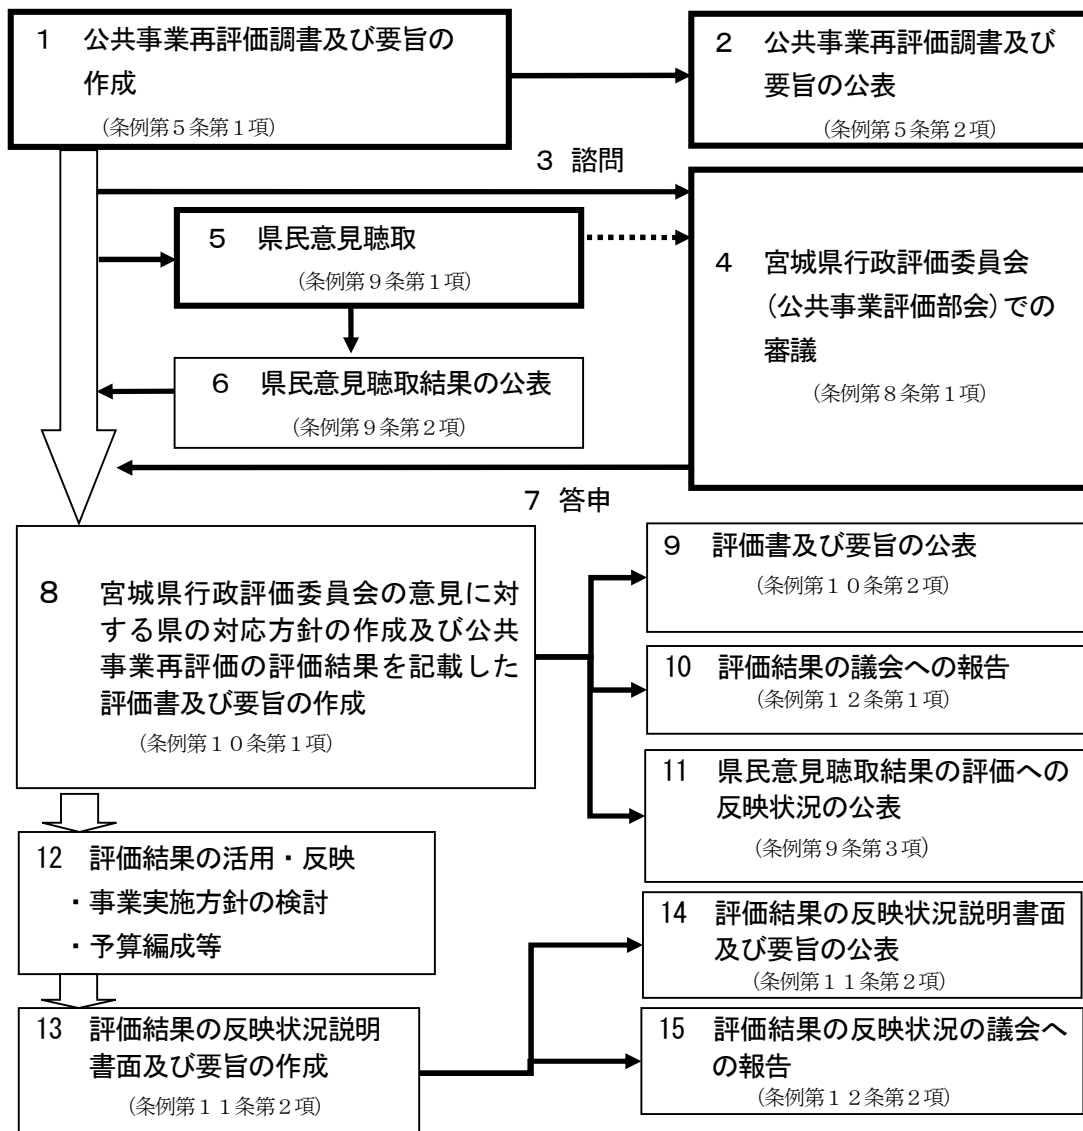 1 公共事業再評価調書及び要旨の
作成
(条例第５条第１項)
2 公共事業再評価調書及び
要旨の公表
(条例第５条第２項)
3 諮問
5 県民意見聴取
(条例第９条第１項)
4 宮城県行政評価委員会
(公共事業評価部会)での
審議
(条例第８条第１項)
6 県民意見聴取結果の公表
(条例第９条第２項)
7 答申
8 宮城県行政評価委員会の意見に対
する県の対応方針の作成及び公共
事業再評価の評価結果を記載した
評価書及び要旨の作成
(条例第１０条第１項)
9 評価書及び要旨の公表
(条例第１０条第２項)
10 評価結果の議会への報告
(条例第１２条第１項)
11 県民意見聴取結果の評価への
反映状況の公表
(条例第９条第３項)
12 評価結果の活用・反映
・事業実施方針の検討
・予算編成等
13 評価結果の反映状況説明
書面及び要旨の作成
(条例第１１条第２項)
14 評価結果の反映状況説明書面
及び要旨の公表
(条例第１１条第２項)
15 評価結果の反映状況の議会へ
の報告
(条例第１２条第２項)